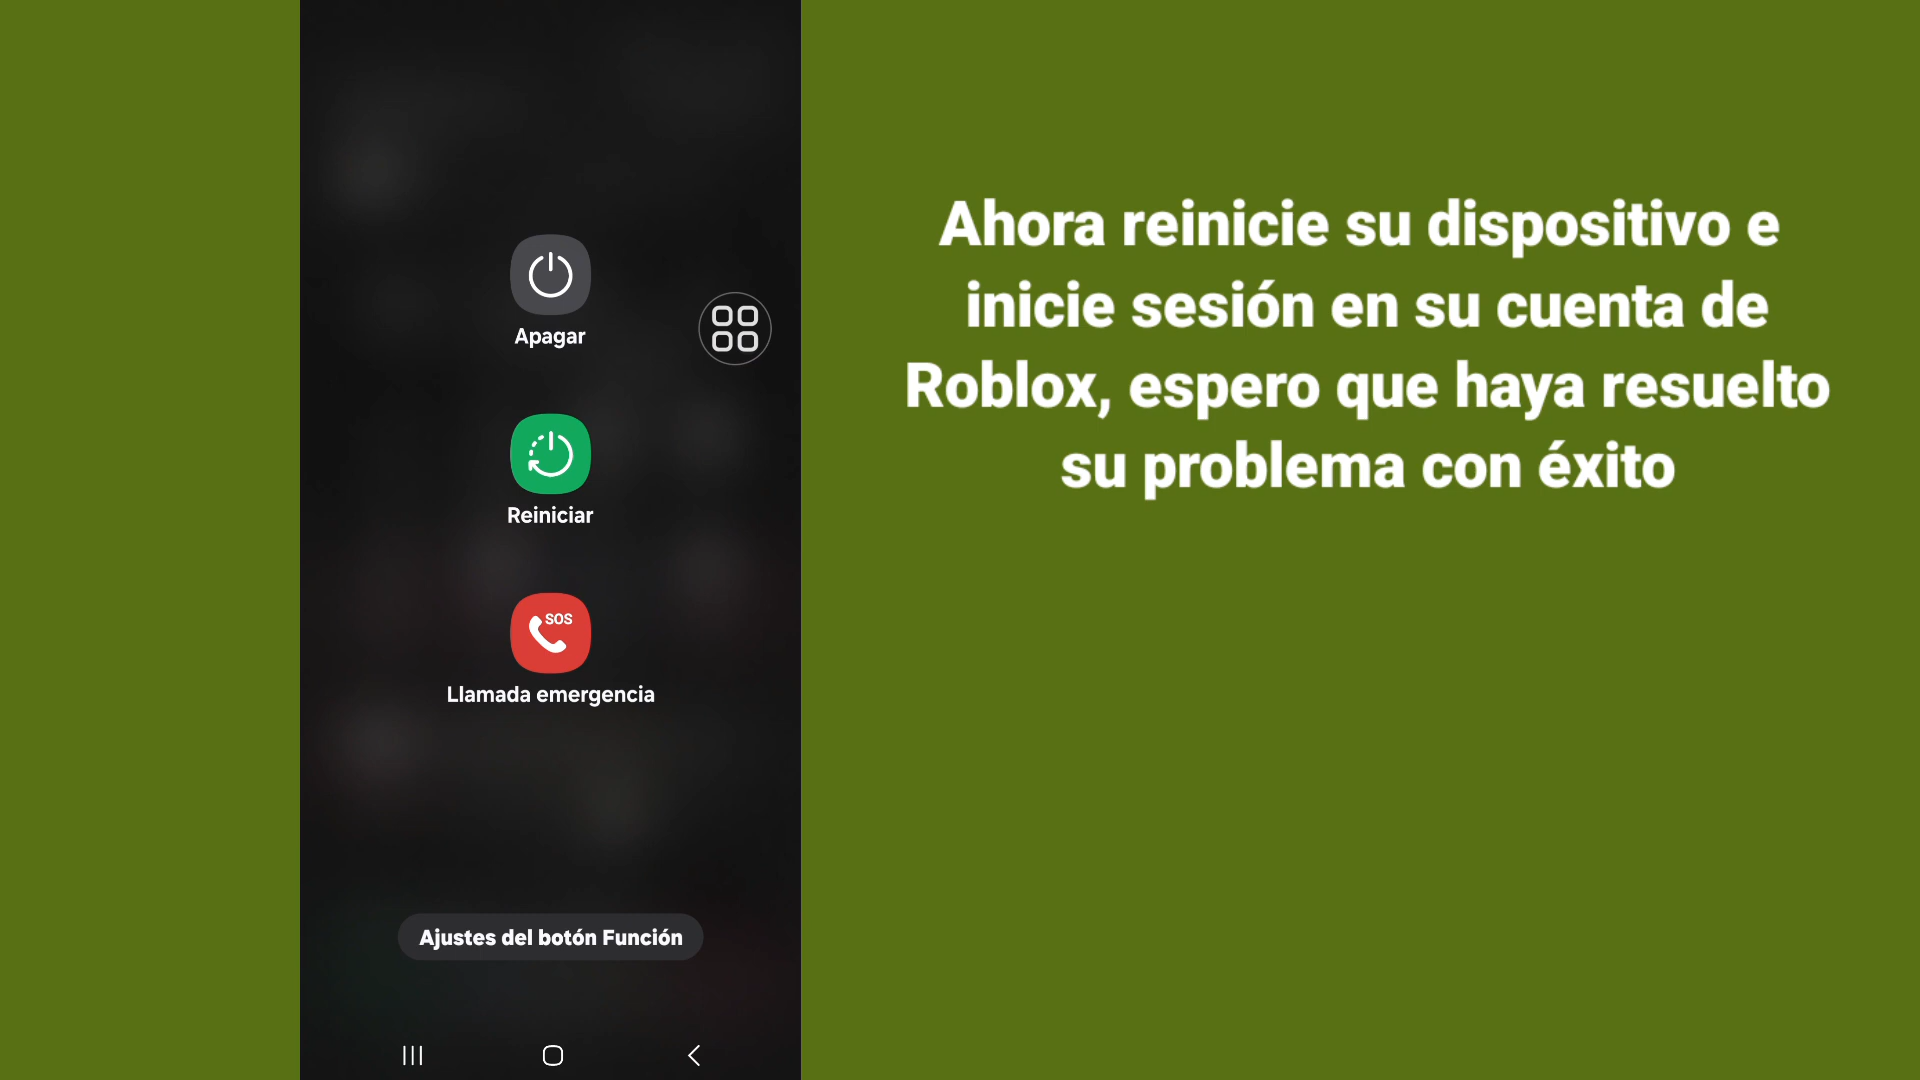 Apagar
Reiniciar
SOS
Llamada emergencia
Ajustes del botón Función
Ahora reinicie su dispositivo e
inicie sesión en su cuenta de
Roblox, espero que haya resuelto
su problema con éxito